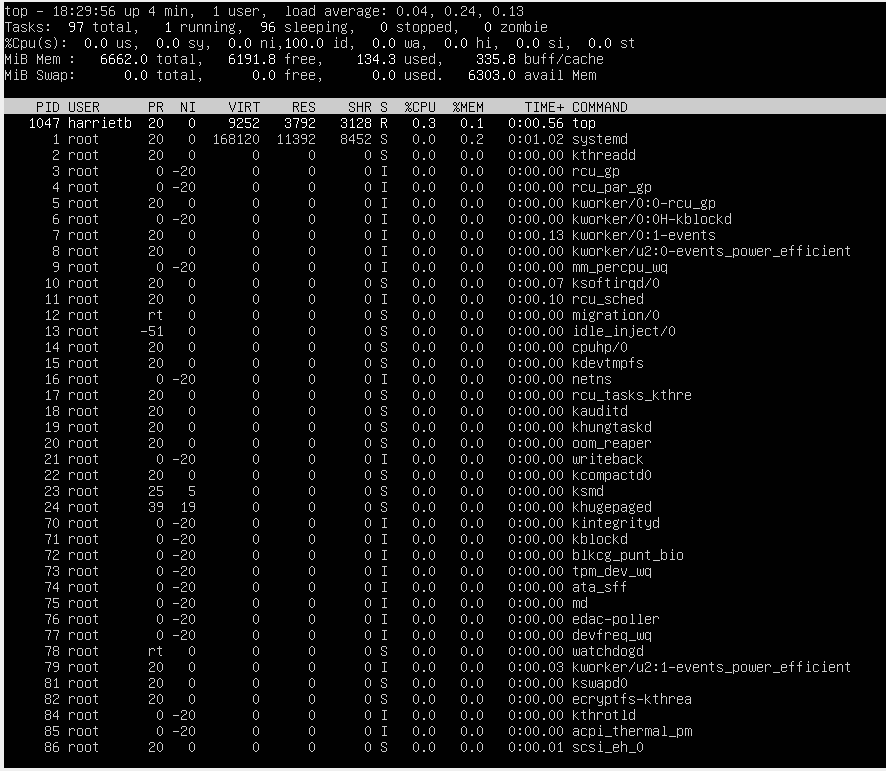 top - 18:29:56 up 4 min,  1 user,  load average: 0.04, 0.24, 0.13
Tasks:  97 total,   1 running,  96 sleeping,   0 stopped,   0 zombie
%Cpu(s):  0.0 us,  0.0 sy,  0.0 ni,100.0 id,  0.0 wa,  0.0 hi,  0.0 si,  0.0 st
MiB Mem :   6662.0 total,   6191.8 free,    134.3 used,    335.8 buff/cache
MiB Swap:      0.0 total,      0.0 free,      0.0 used.   6303.0 avail Mem
PID USER PR NI VIRT RES SHR S %CPU %MEM TIME+ COMMAND
1047 harrietb 20 0 9252 3792 3128 R 0.3 0.1 0:00.56 top
1 root 20 0 168120 11392 8452 S 0.0 0.2 0:01.02 systemd
2 root 20 0 0 0 0 S 0.0 0.0 0:00.00 kthreadd
3 root 0 -20 0 0 0 I 0.0 0.0 0:00.00 rcu_gp
4 root 0 -20 0 0 0 I 0.0 0.0 0:00.00 rcu_par_gp
5 root 20 0 0 0 0 I 0.0 0.0 0:00.00 kworker/0:0-rcu_gp
6 root 0 -20 0 0 0 I 0.0 0.0 0:00.00 kworker/0:0H-kblockd
7 root 20 0 0 0 0 I 0.0 0.0 0:00.13 kworker/0:1-events
8 root 20 0 0 0 0 I 0.0 0.0 0:00.00 kworker/u2:0-events_power_efficient
9 root 0 -20 0 0 0 I 0.0 0.0 0:00.00 mm_percpu_wq
10 root 20 0 0 0 0 S 0.0 0.0 0:00.07 ksoftirqd/0
11 root 20 0 0 0 0 I 0.0 0.0 0:00.10 rcu_sched
12 root rt 0 0 0 0 S 0.0 0.0 0:00.00 migration/0
13 root -51 0 0 0 0 S 0.0 0.0 0:00.00 idle_inject/0
14 root 20 0 0 0 0 S 0.0 0.0 0:00.00 cpuhp/0
15 root 20 0 0 0 0 S 0.0 0.0 0:00.00 kdevtmpfs
16 root 0 -20 0 0 0 I 0.0 0.0 0:00.00 netns
17 root 20 0 0 0 0 S 0.0 0.0 0:00.00 rcu_tasks_kthre
18 root 20 0 0 0 0 S 0.0 0.0 0:00.00 kauditd
19 root 20 0 0 0 0 S 0.0 0.0 0:00.00 khungtaskd
20 root 20 0 0 0 0 S 0.0 0.0 0:00.00 oom_reaper
21 root 0 -20 0 0 0 I 0.0 0.0 0:00.00 writeback
22 root 20 0 0 0 0 S 0.0 0.0 0:00.00 kcompactd0
23 root 25 5 0 0 0 S 0.0 0.0 0:00.00 ksmd
24 root 39 19 0 0 0 S 0.0 0.0 0:00.00 khugepaged
70 root 0 -20 0 0 0 I 0.0 0.0 0:00.00 kintegrityd
71 root 0 -20 0 0 0 I 0.0 0.0 0:00.00 kblockd
72 root 0 -20 0 0 0 I 0.0 0.0 0:00.00 blkcg_punt_bio
73 root 0 -20 0 0 0 I 0.0 0.0 0:00.00 tpm_dev_wq
74 root 0 -20 0 0 0 I 0.0 0.0 0:00.00 ata_sff
75 root 0 -20 0 0 0 I 0.0 0.0 0:00.00 md
76 root 0 -20 0 0 0 I 0.0 0.0 0:00.00 edac-poller
77 root 0 -20 0 0 0 I 0.0 0.0 0:00.00 devfreq_wq
78 root rt 0 0 0 0 S 0.0 0.0 0:00.00 watchdogd
79 root 20 0 0 0 0 I 0.0 0.0 0:00.03 kworker/u2:1-events_power_efficient
81 root 20 0 0 0 0 S 0.0 0.0 0:00.00 kswapd0
82 root 20 0 0 0 0 S 0.0 0.0 0:00.00 ecryptfs-kthrea
84 root 0 -20 0 0 0 I 0.0 0.0 0:00.00 kthrotld
85 root 0 -20 0 0 0 I 0.0 0.0 0:00.00 acpi_thermal_pm
86 root 20 0 0 0 0 S 0.0 0.0 0:00.01 scsi_eh_0